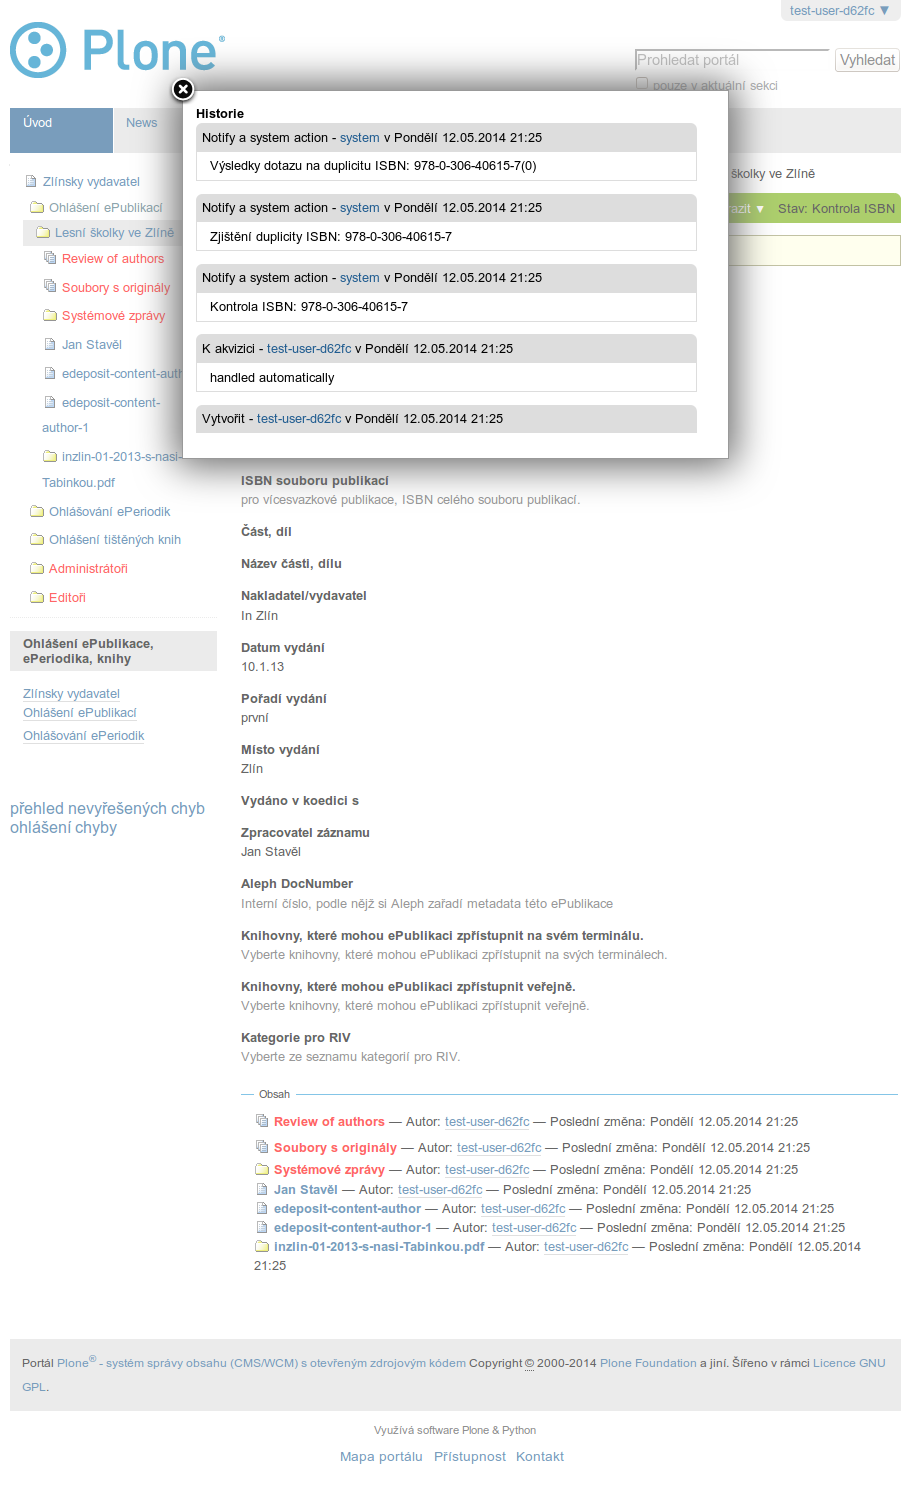 test-user-d62fc ▼
Plone®
Prohledat portál
Vyhledat
pouze v aktuální sekci
Úvod
News
Historie
Notify a system action - system v Pondělí 12.05.2014 21:25
Výsledky dotazu na duplicitu ISBN: 978-0-306-40615-7(0)
Notify a system action - system v Pondělí 12.05.2014 21:25
Zjištění duplicity ISBN: 978-0-306-40615-7
Notify a system action - system v Pondělí 12.05.2014 21:25
Kontrola ISBN: 978-0-306-40615-7
K akvizici - test-user-d62fc v Pondělí 12.05.2014 21:25
handled automatically
Vytvořit - test-user-d62fc v Pondělí 12.05.2014 21:25
školky ve Zlíně
razit ▼ Stav: Kontrola ISBN
Zlínsky vydavatel
Ohlášení ePublikací
Lesní školky ve Zlíně
Review of authors
Soubory s originály
Systémové zprávy
Jan Stavěl
edeposit-content-auth
edeposit-content-
author-1
inzlin-01-2013-s-nasi-
Tabinkou.pdf
Ohlášování ePeriodik
Ohlášení tištěných knih
Administrátoři
Editoři
Ohlášení ePublikace,
ePeriodika, knihy
Zlínsky vydavatel
Ohlášení ePublikací
Ohlášování ePeriodik
přehled nevyřešených chyb
ohlášení chyby
ISBN souboru publikací
pro vícesvazkové publikace, ISBN celého souboru publikací.
Část, díl
Název části, dílu
Nakladatel/vydavatel
In Zlín
Datum vydání
10.1.13
Pořadí vydání
první
Místo vydání
Zlín
Vydáno v koedici s
Zpracovatel záznamu
Jan Stavěl
Aleph DocNumber
Interní číslo, podle nějž si Aleph zařadí metadata této ePublikace
Knihovny, které mohou ePublikaci zpřístupnit na svém terminálu.
Vyberte knihovny, které mohou ePublikaci zpřístupnit na svých terminálech.
Knihovny, které mohou ePublikaci zpřístupnit veřejně.
Vyberte knihovny, které mohou ePublikaci zpřístupnit veřejně.
Kategorie pro RIV
Vyberte ze seznamu kategorií pro RIV.
Obsah
Review of authors — Autor: test-user-d62fc — Poslední změna: Pondělí 12.05.2014 21:25
Soubory s originály — Autor: test-user-d62fc — Poslední změna: Pondělí 12.05.2014 21:25
Systémové zprávy — Autor: test-user-d62fc — Poslední změna: Pondělí 12.05.2014 21:25
Jan Stavěl — Autor: test-user-d62fc — Poslední změna: Pondělí 12.05.2014 21:25
edeposit-content-author — Autor: test-user-d62fc — Poslední změna: Pondělí 12.05.2014 21:25
edeposit-content-author-1 — Autor: test-user-d62fc — Poslední změna: Pondělí 12.05.2014 21:25
inzlin-01-2013-s-nasi-Tabinkou.pdf — Autor: test-user-d62fc — Poslední změna: Pondělí 12.05.2014
21:25
Portál Plone® - systém správy obsahu (CMS/WCM) s otevřeným zdrojovým kódem Copyright © 2000-2014 Plone Foundation a jiní. Šířeno v rámci Licence GNU
GPL.
Využívá software Plone & Python
Mapa portálu Přístupnost Kontakt